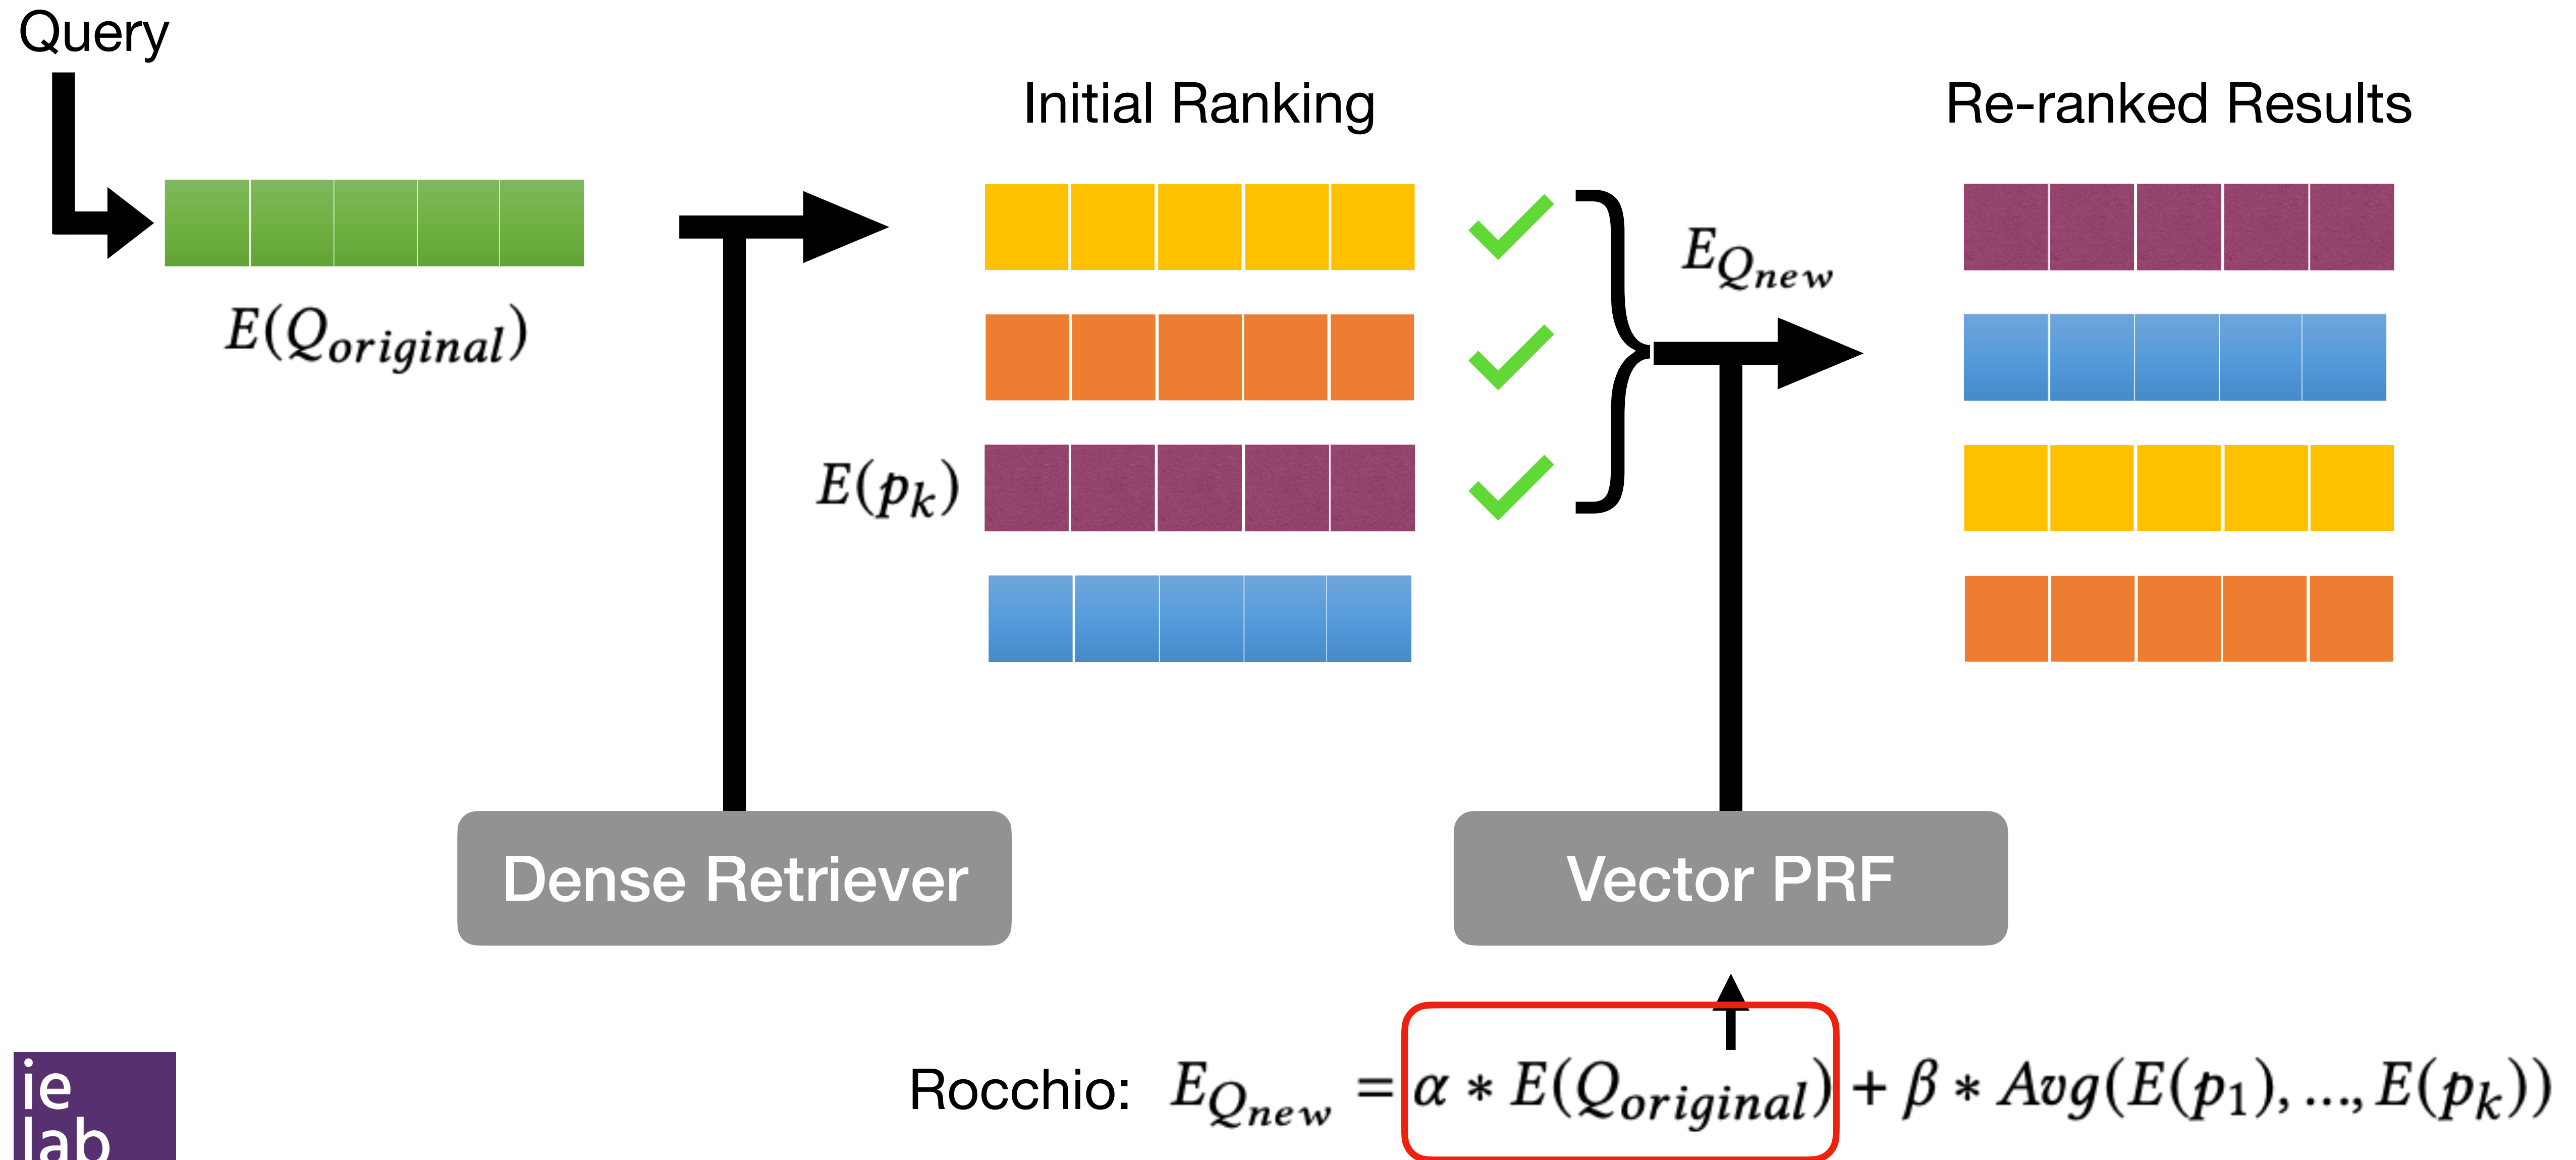 Query
Initial Ranking
Re-ranked Results
E(Q_original)
E_Q_new
E(p_k)
Dense Retriever
Vector PRF
Rocchio: E_Q_new = α * E(Q_original) + β * Avg(E(p_1), ..., E(p_k))
ie
lab